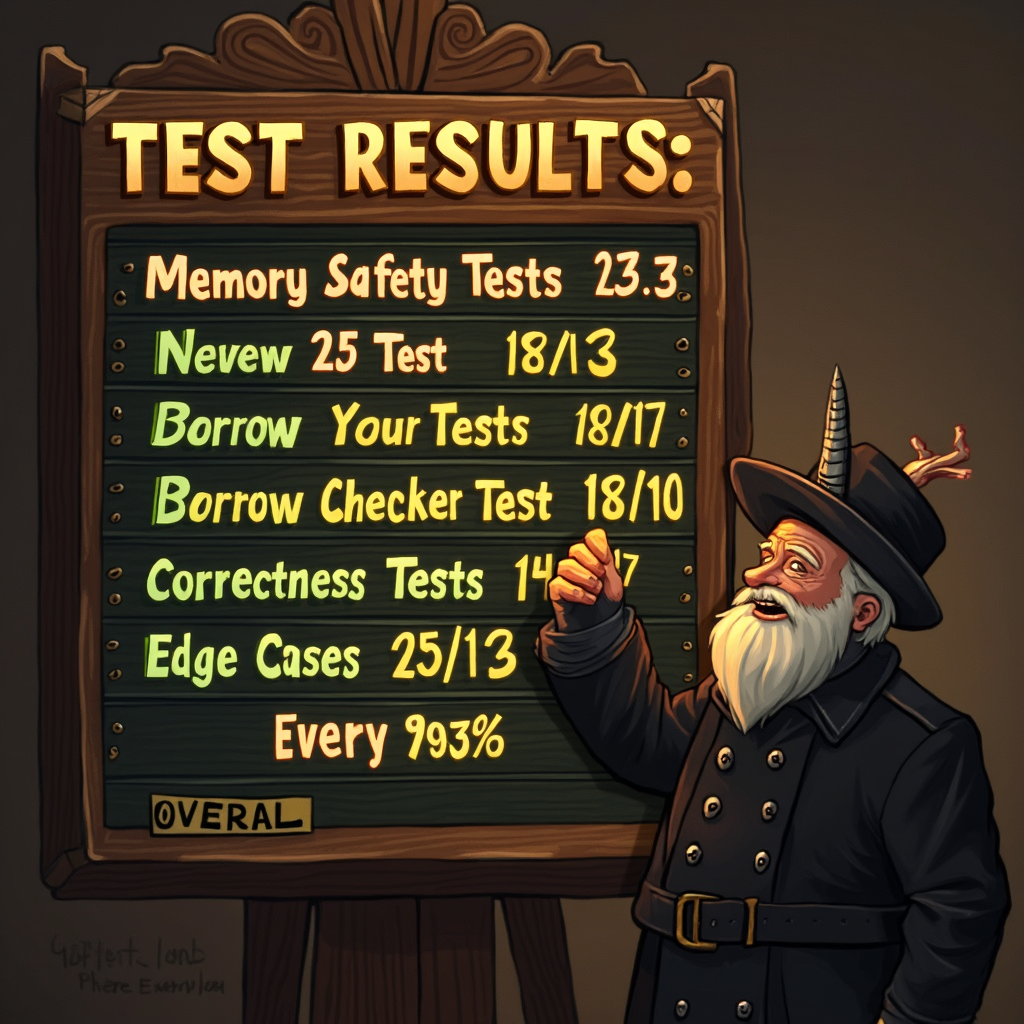 TEST RESULTS:
Memory Safety Tests 23.3
Nevew 25 Test 18/13
Borrow Your Tests 18/17
Borrow Checker Test 18/10
Correctness Tests 14 17
Edge Cases 25/13
Every 993%
OVERAL